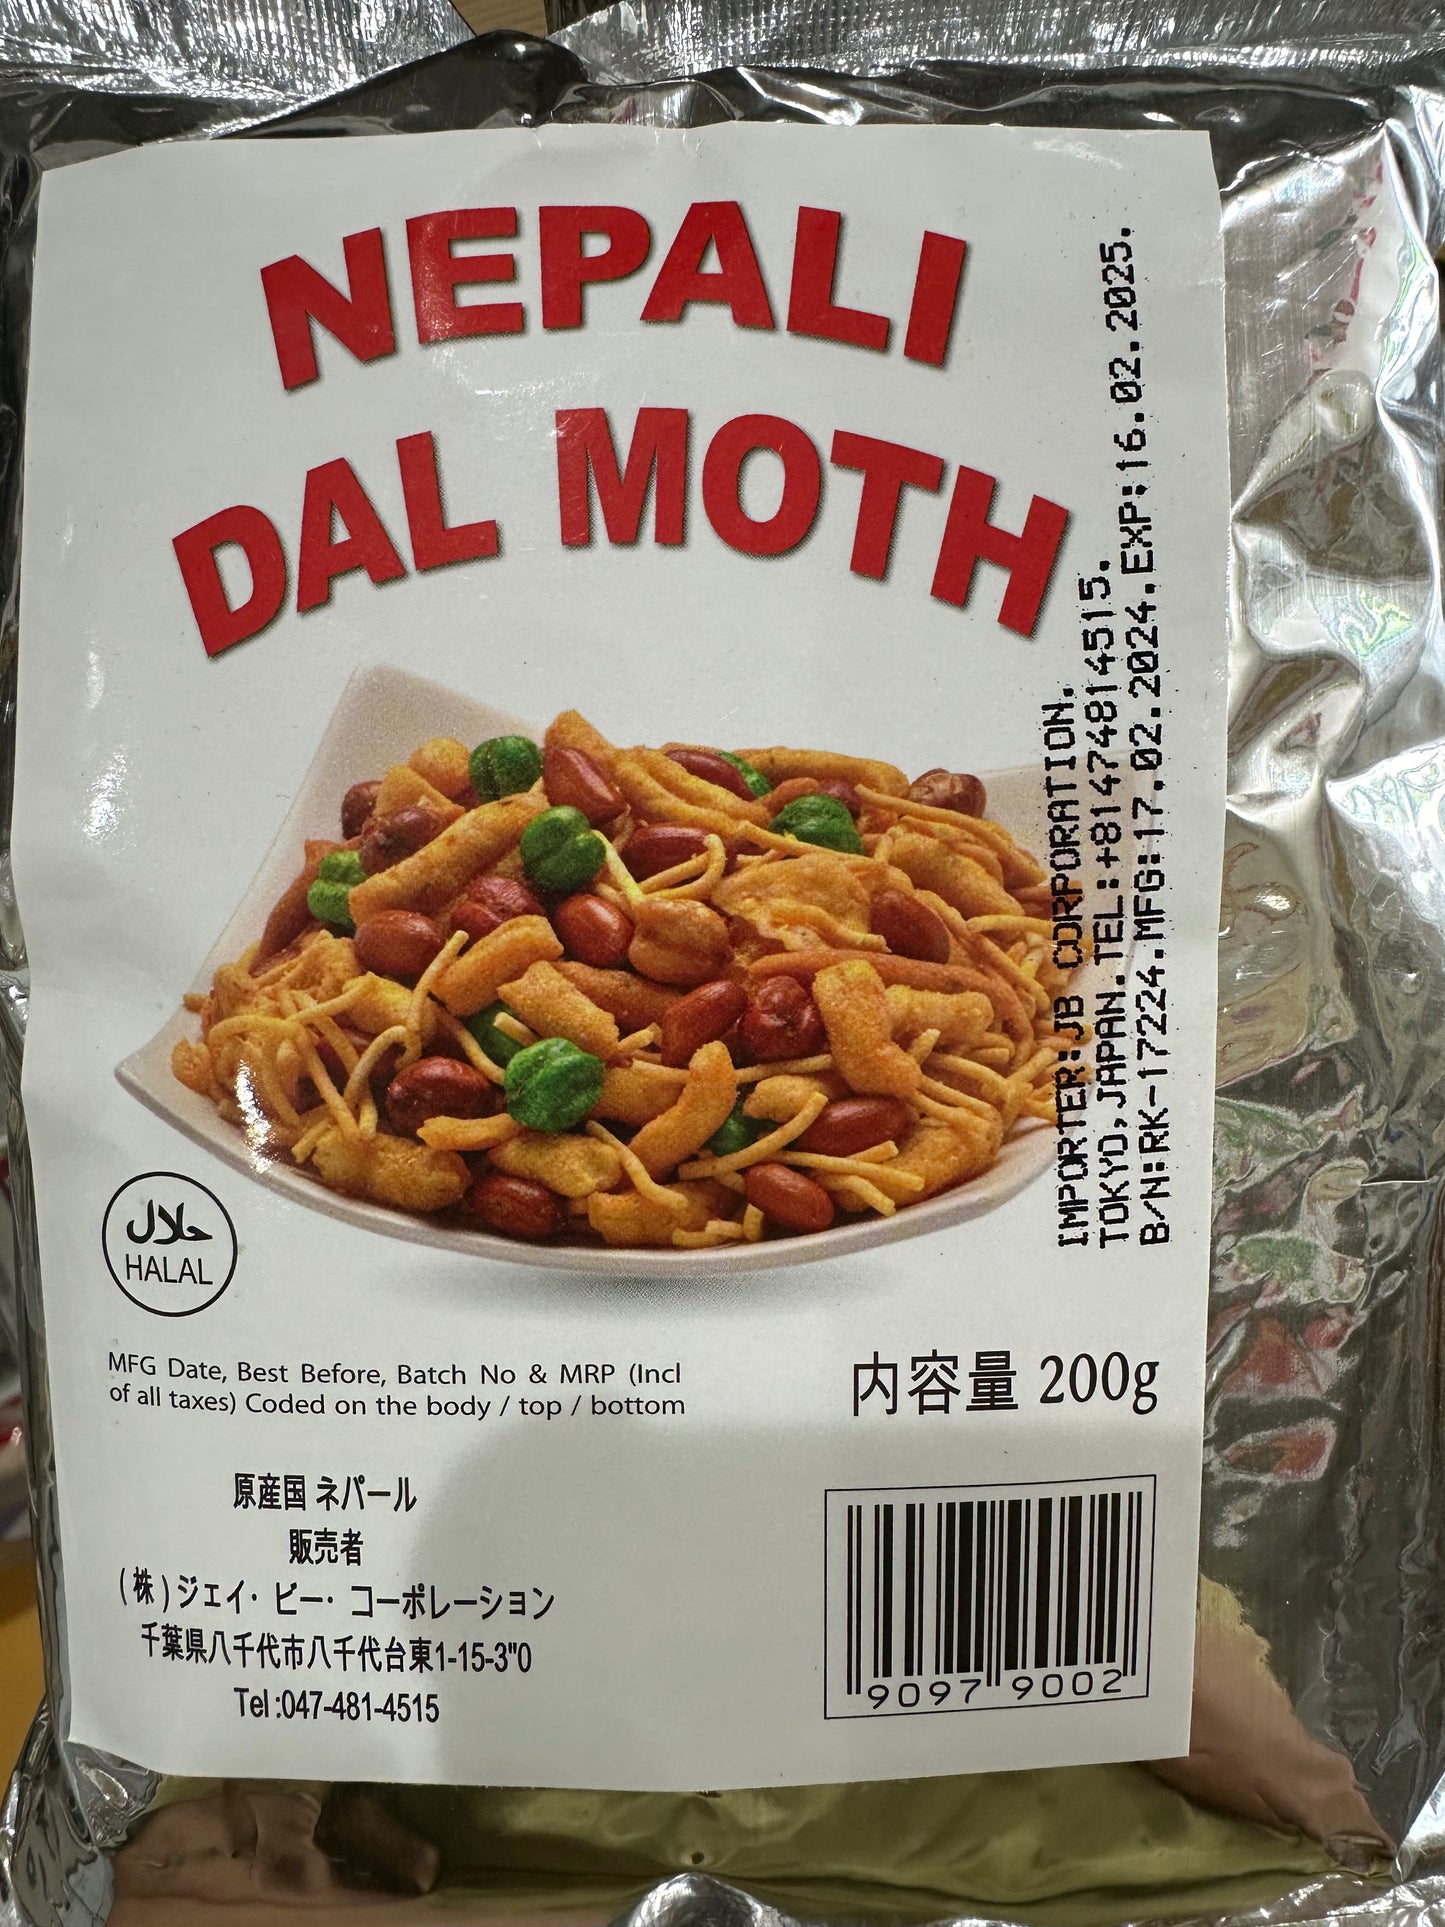 NEPALI
DAL MOTH
IMPORTER:JB CORPORATION.
TOKYO,JAPAN.TEL:+81474814515.
B/N:RK-17224.MFG:17.02.2024.EXP:16.02.2025.
حلال
HALAL
MFG Date, Best Before, Batch No & MRP (Incl
of all taxes) Coded on the body / top / bottom
内容量 200g
原産国 ネパール
販売者
(株)ジェイ・ビー・コーポレーション
千葉県八千代市八千代台東1-15-3"0
Tel :047-481-4515
9097 9002